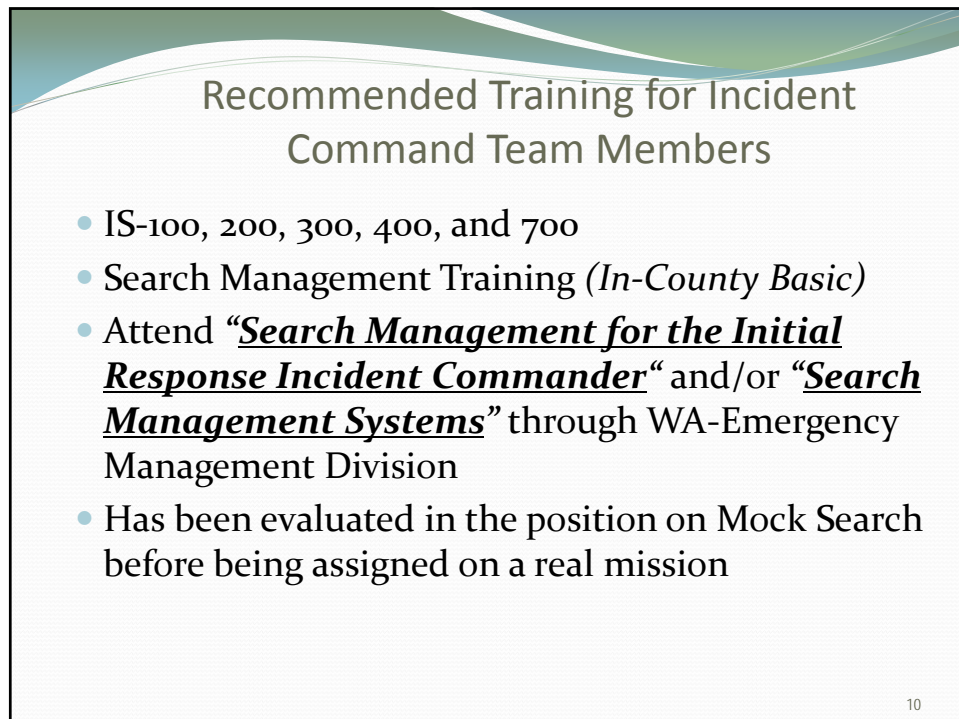 Recommended Training for Incident
Command Team Members
• IS-100, 200, 300, 400, and 700
• Search Management Training (In-County Basic)
• Attend “Search Management for the Initial
Response Incident Commander“ and/or “Search
Management Systems” through WA-Emergency
Management Division
• Has been evaluated in the position on Mock Search
before being assigned on a real mission
10